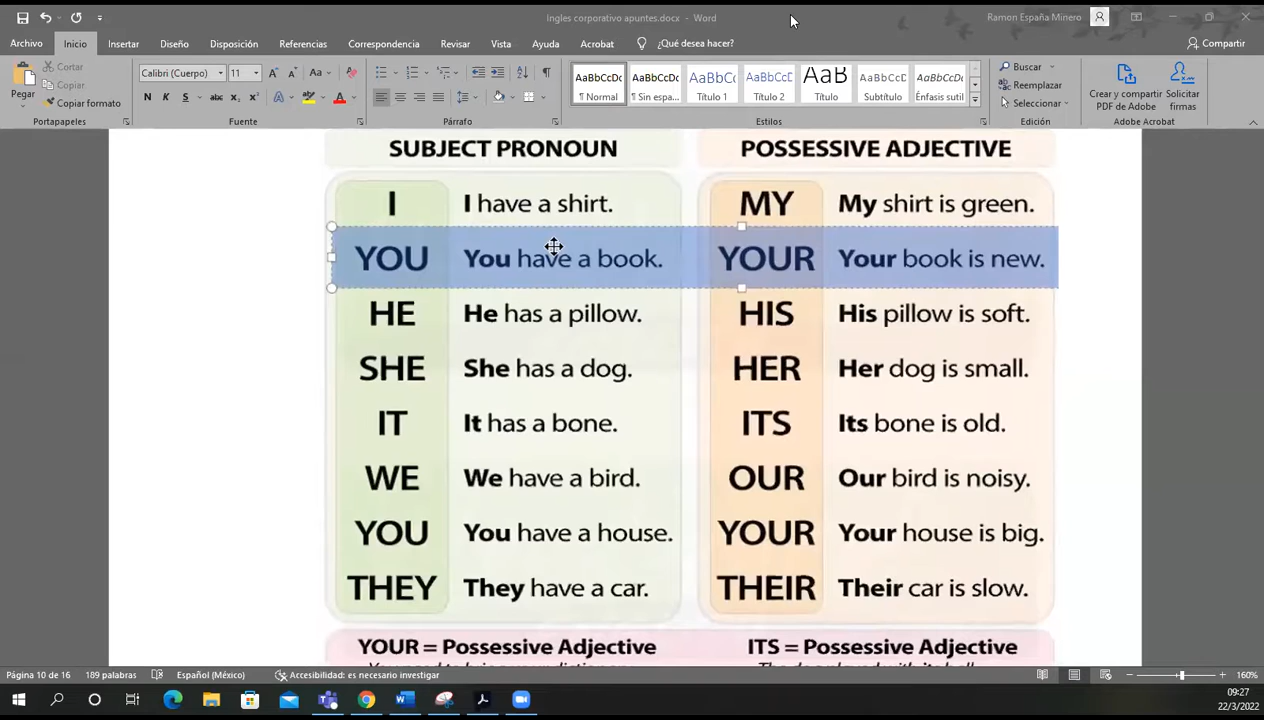 Ingles corporativo apuntes.docx - Word
Ramon España Minero
Archivo Inicio Insertar Diseño Disposición Referencias Correspondencia Revisar Vista Ayuda Acrobat ¿Qué desea hacer? Compartir
Pegar
Cortar
Copiar
Copiar formato
Portapapeles
Calibri (Cuerpo) 11
N K S abc x₂ x²
Fuente
Párrafo
AaBbCcDc AaBbCcDc AaBbC( AaBbCcD AaB AaBbCcD AaBbCcDc
¶ Normal ¶ Sin espa... Título 1 Título 2 Título Subtítulo Énfasis sutil
Estilos
Buscar
Reemplazar
Seleccionar
Edición
Crear y compartir
PDF de Adobe
Solicitar
firmas
Adobe Acrobat
SUBJECT PRONOUN POSSESSIVE ADJECTIVE
I I have a shirt. MY My shirt is green.
YOU You have a book. YOUR Your book is new.
HE He has a pillow. HIS His pillow is soft.
SHE She has a dog. HER Her dog is small.
IT It has a bone. ITS Its bone is old.
WE We have a bird. OUR Our bird is noisy.
YOU You have a house. YOUR Your house is big.
THEY They have a car. THEIR Their car is slow.
YOUR = Possessive Adjective ITS = Possessive Adjective
Página 10 de 16 189 palabras Español (México) Accesibilidad: es necesario investigar 160%
09:27
22/3/2022